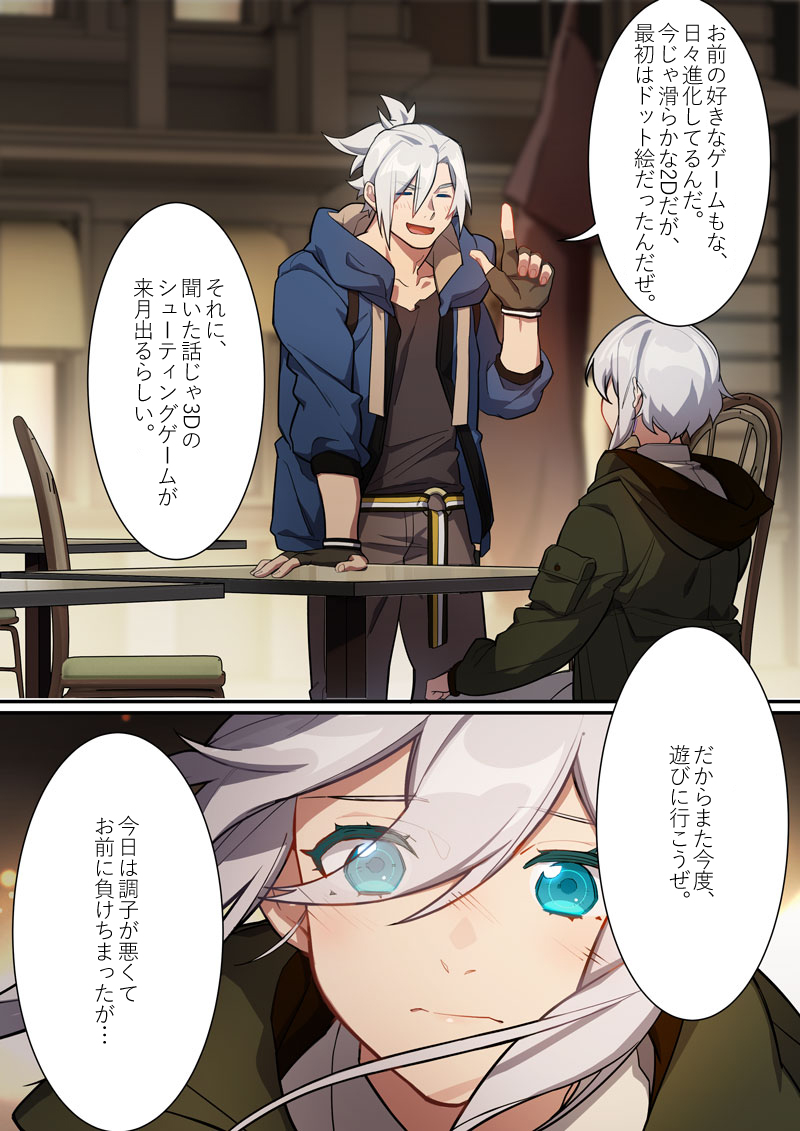 お前の好きなゲームもな、
日々進化してるんだ。
今じゃ滑らかな2Dだが、
最初はドット絵だったんだぜ。
それに、
聞いた話じゃ3Dの
シューティングゲームが
来月出るらしい。
だからまた今度、
遊びに行こうぜ。
今日は調子が悪くて
お前に負けちまったが…